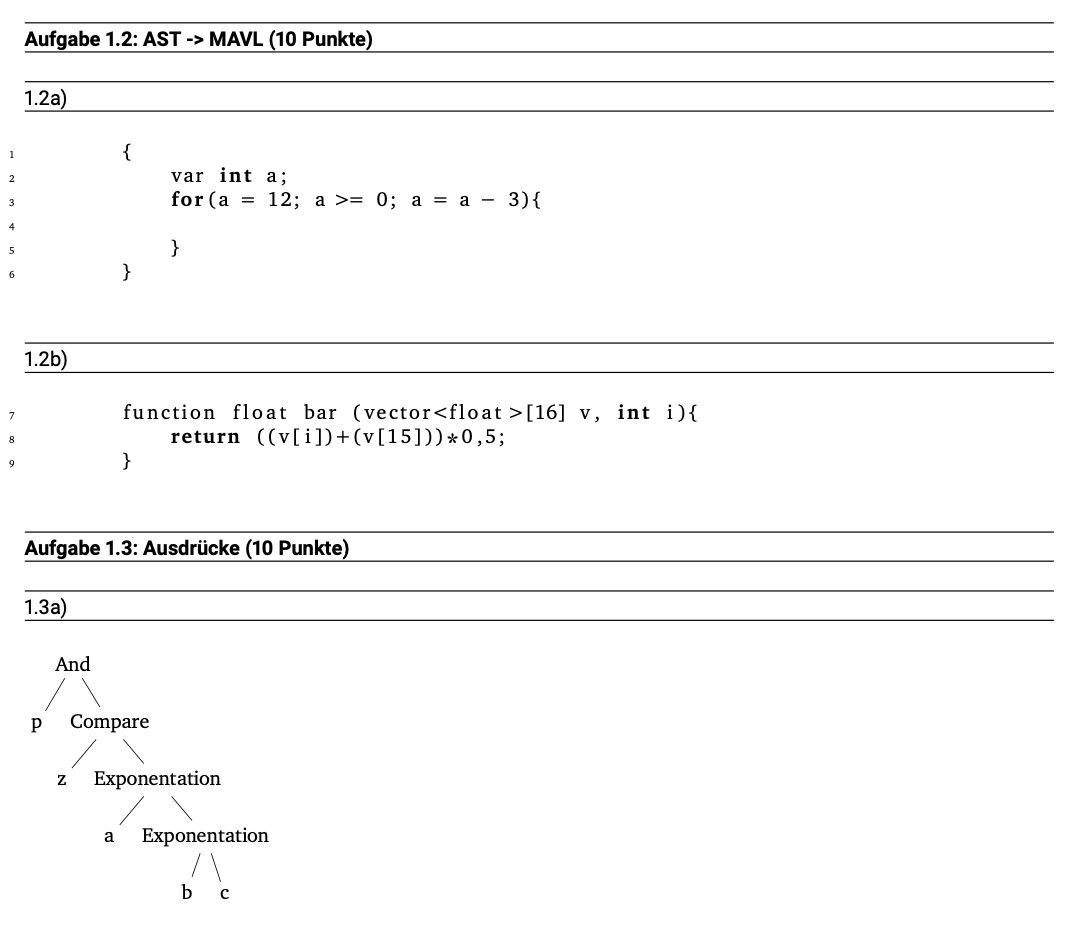 Aufgabe 1.2: AST -> MAVL (10 Punkte)
1.2a)
1 {
2 var int a;
3 for(a = 12; a >= 0; a = a − 3){
4
5 }
6 }
1.2b)
7 function float bar (vector<float>[16] v, int i){
8 return ((v[i])+(v[15]))*0,5;
9 }
Aufgabe 1.3: Ausdrücke (10 Punkte)
1.3a)
And
p Compare
z Exponentation
a Exponentation
b c